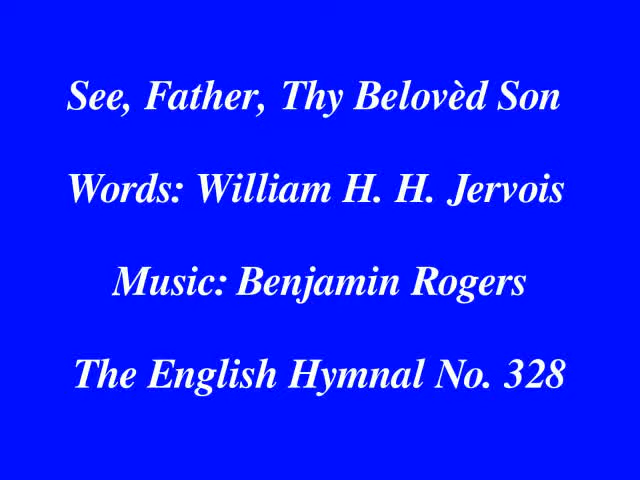 See, Father, Thy Belovèd Son
Words: William H. H. Jervois
Music: Benjamin Rogers
The English Hymnal No. 328